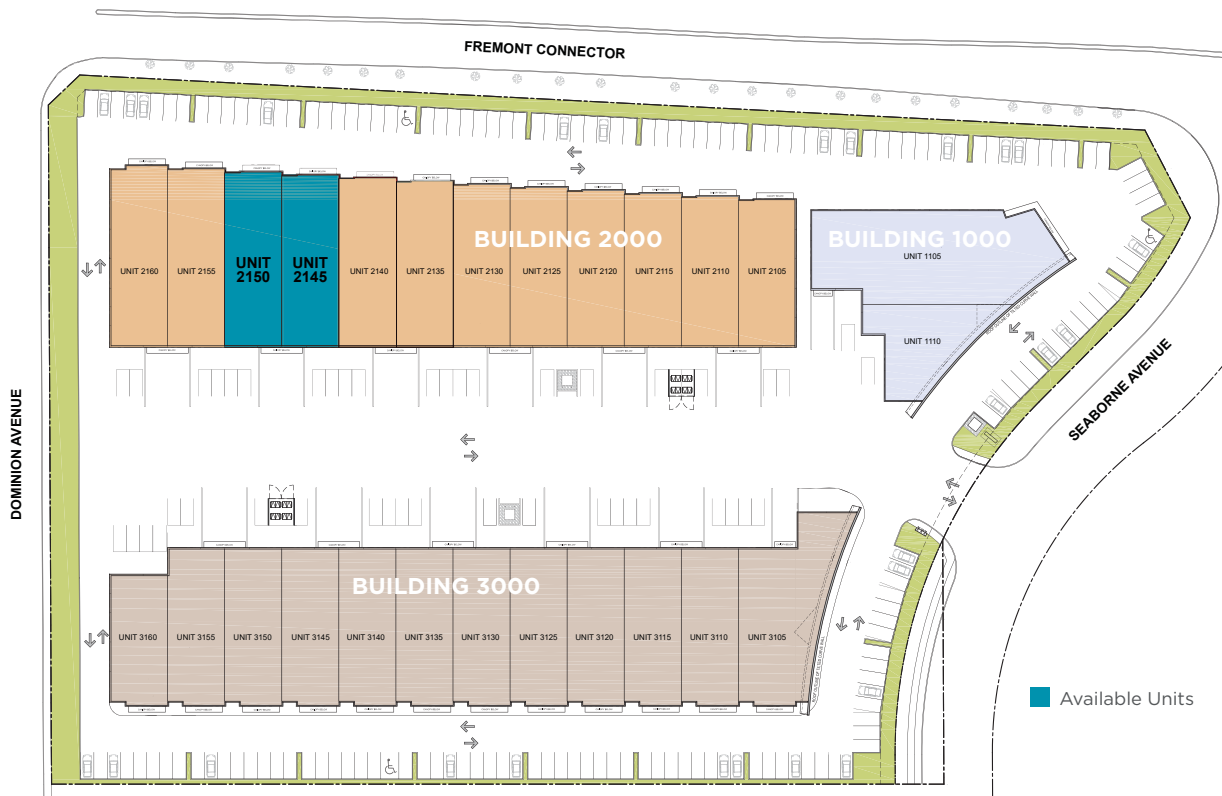 FREMONT CONNECTOR
BUILDING 2000
BUILDING 1000
UNIT 2160
UNIT 2155
UNIT
2150
UNIT
2145
UNIT 2140
UNIT 2135
UNIT 2130
UNIT 2125
UNIT 2120
UNIT 2115
UNIT 2110
UNIT 2105
UNIT 1105
UNIT 1110
SEABORNE AVENUE
DOMINION AVENUE
BUILDING 3000
UNIT 3160
UNIT 3155
UNIT 3150
UNIT 3145
UNIT 3140
UNIT 3135
UNIT 3130
UNIT 3125
UNIT 3120
UNIT 3115
UNIT 3110
UNIT 3105
Available Units